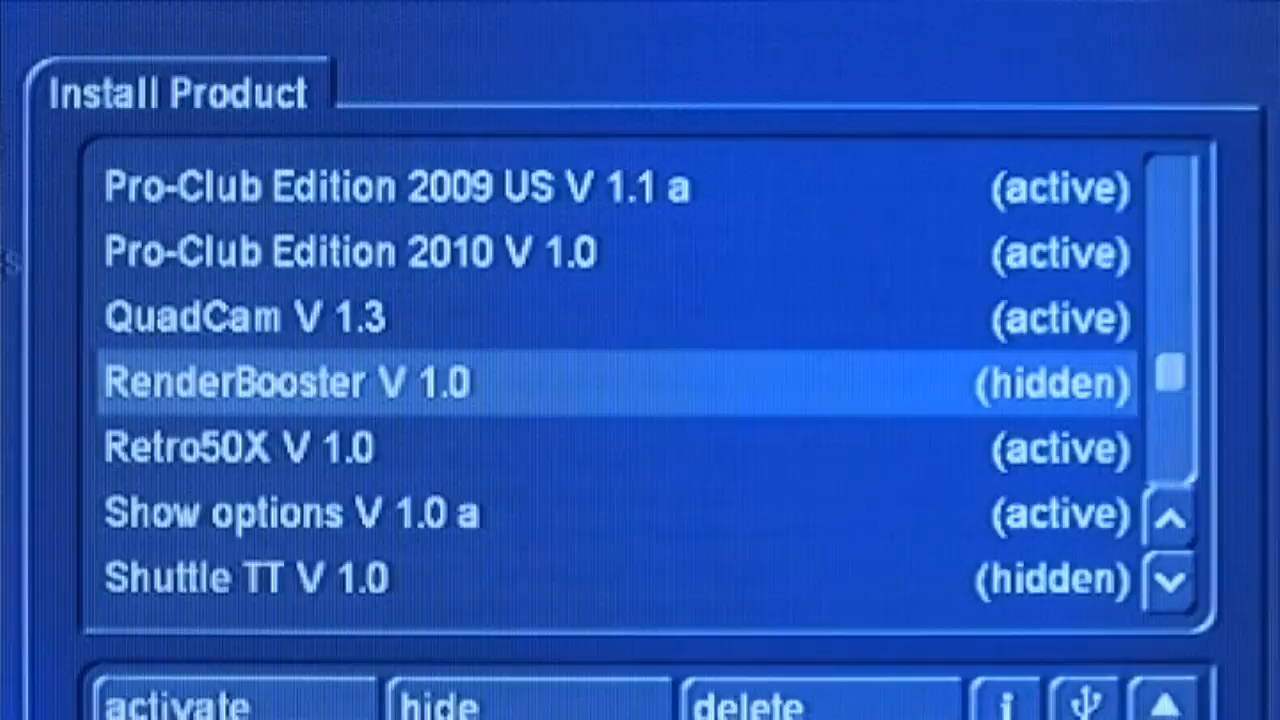 Install Product
Pro-Club Edition 2009 US V 1.1 a (active)
Pro-Club Edition 2010 V 1.0 (active)
QuadCam V 1.3 (active)
RenderBooster V 1.0 (hidden)
Retro50X V 1.0 (active)
Show options V 1.0 a (active)
Shuttle TT V 1.0 (hidden)
activate hide delete i